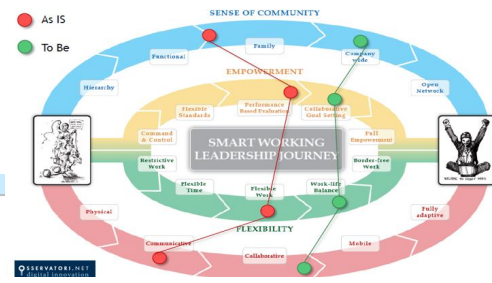 SENSE OF COMMUNITY
As IS
To Be
Family
Functional
Company
wide
Hierarchy
Open
Network
EMPOWERMENT
Flexible
Standards
Performance
Based Evaluation
Collaborative
Goal Setting
Command
& Control
Full
Empowerment
SMART WORKING
LEADERSHIP JOURNEY
Restrictive
Work
Border-free
Work
Flexible
Time
Flexible
Work
Work-life
Balance
Physical
Fully
adaptive
FLEXIBILITY
Communicative
Collaborative
Mobile
OSSERVATORI.NET
digital innovation